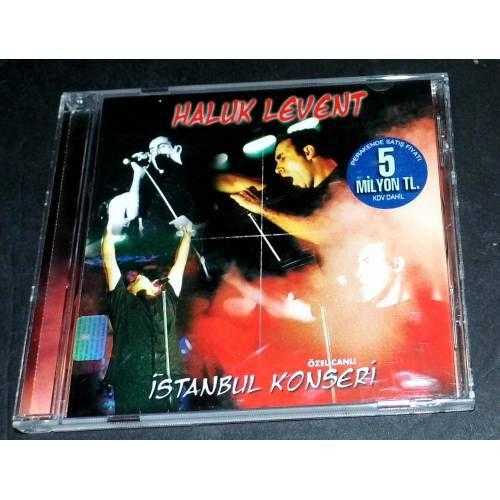 HALUK LEVENT
PERAKENDE SATIŞ FİYATI
5
MİLYON TL.
KDV DAHİL
ÖZEL CANLI
İSTANBUL KONSERİ